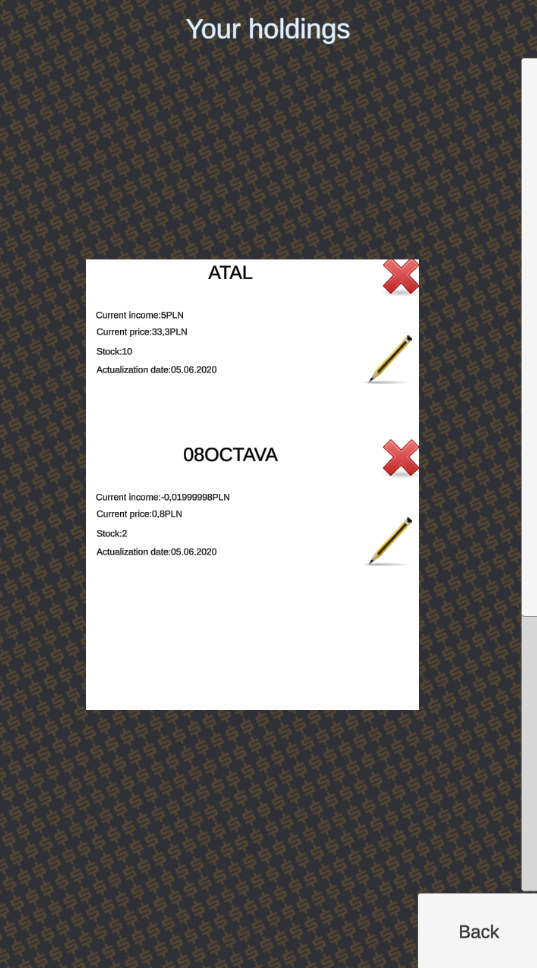 Your holdings
ATAL
Current income:5PLN
Current price:33,3PLN
Stock:10
Actualization date:05.06.2020
08OCTAVA
Current income:-0,01999998PLN
Current price:0,8PLN
Stock:2
Actualization date:05.06.2020
Back